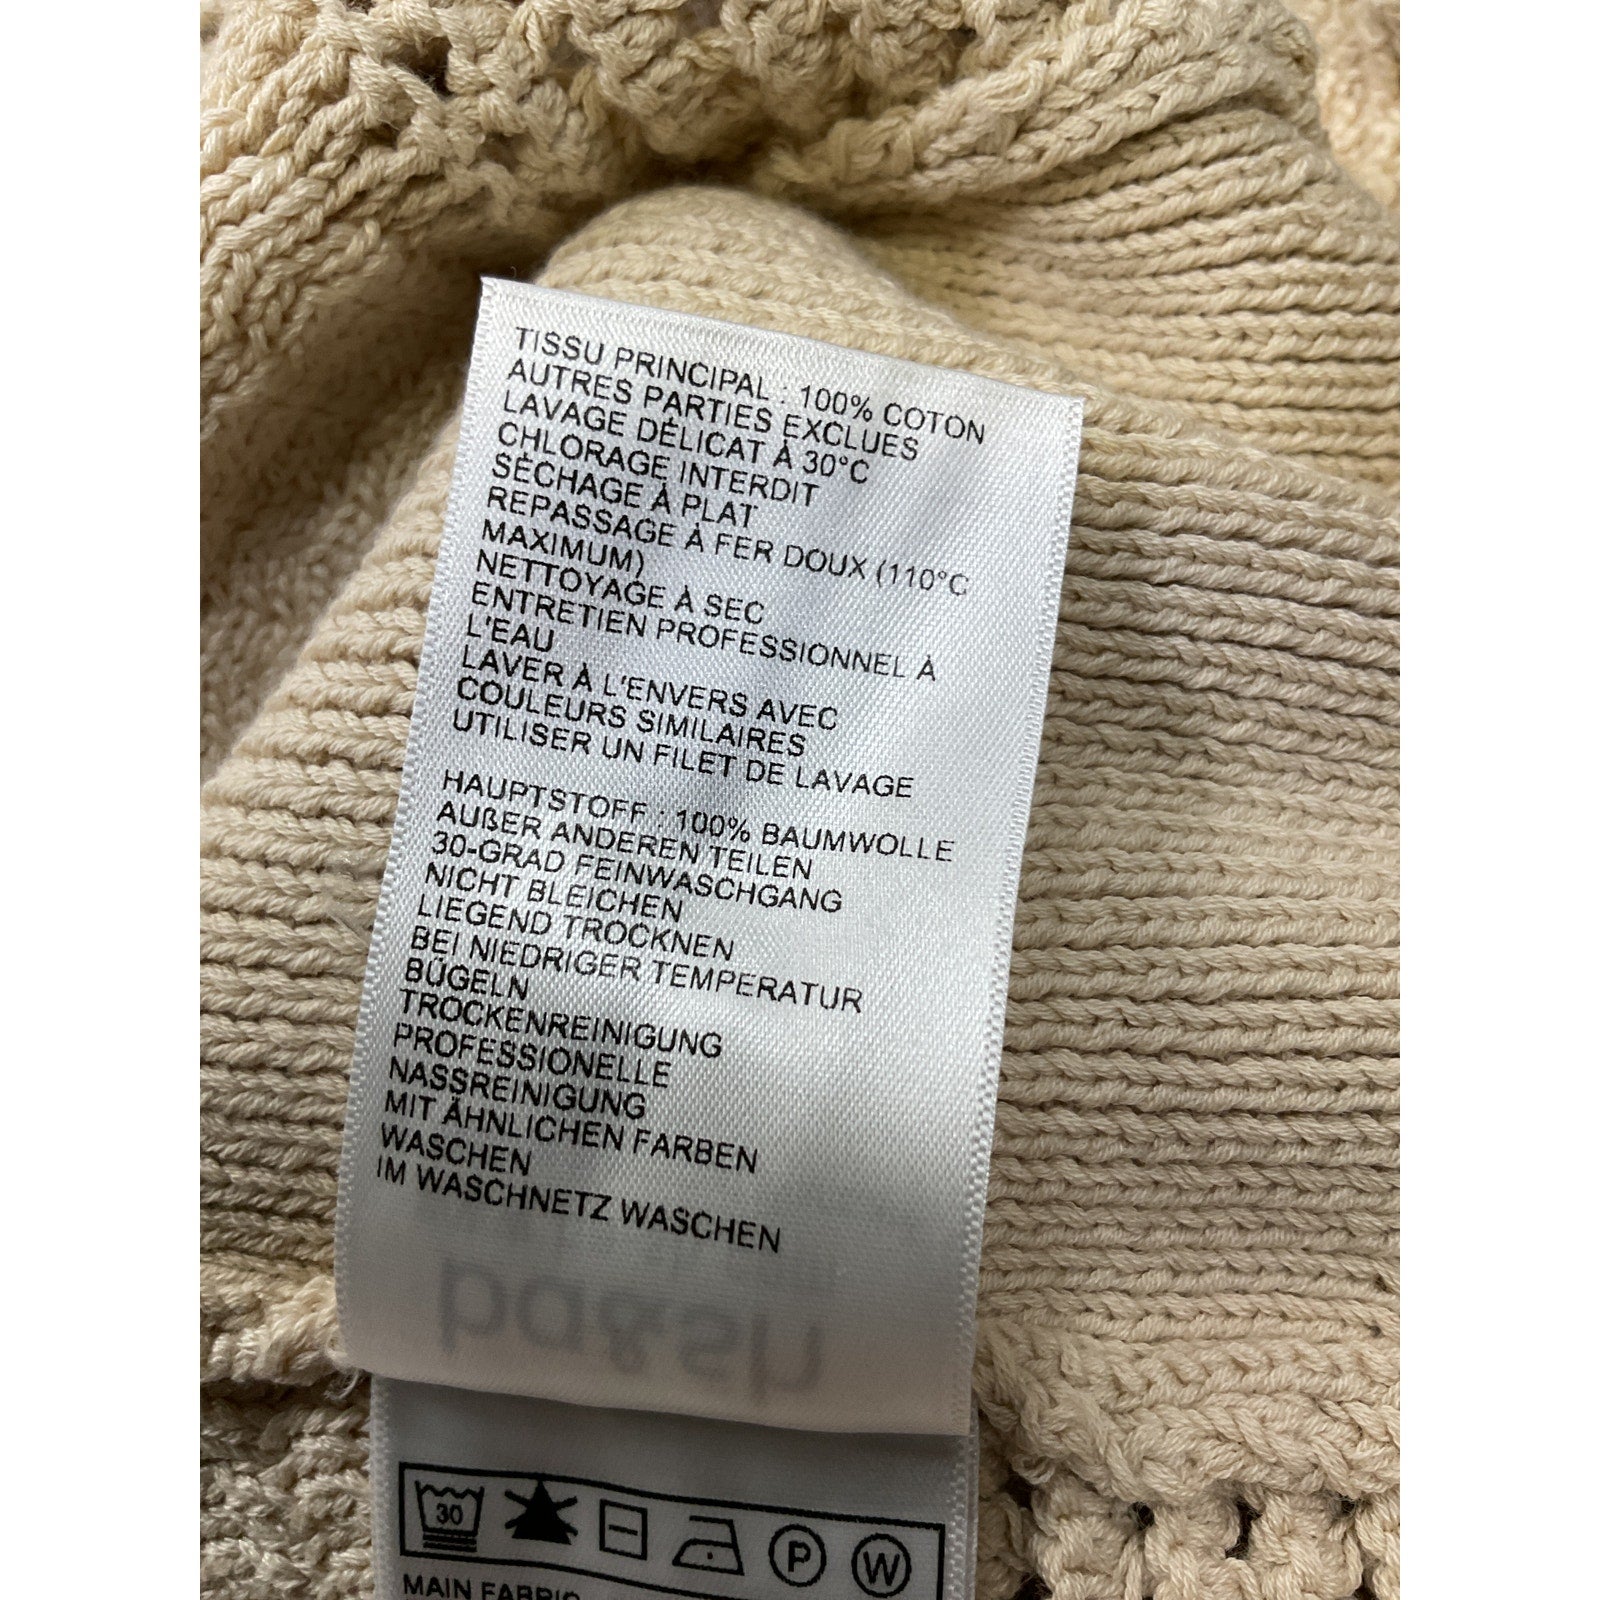 TISSU PRINCIPAL : 100% COTON
AUTRES PARTIES EXCLUES
LAVAGE DÉLICAT À 30°C
CHLORAGE INTERDIT
SÉCHAGE À PLAT
REPASSAGE À FER DOUX (110°C
MAXIMUM)
NETTOYAGE À SEC
ENTRETIEN PROFESSIONNEL À
L'EAU
LAVER À L'ENVERS AVEC
COULEURS SIMILAIRES
UTILISER UN FILET DE LAVAGE
HAUPTSTOFF : 100% BAUMWOLLE
AUßER ANDEREN TEILEN
30-GRAD FEINWASCHGANG
NICHT BLEICHEN
LIEGEND TROCKNEN
BEI NIEDRIGER TEMPERATUR
BÜGELN
TROCKENREINIGUNG
PROFESSIONELLE
NASSREINIGUNG
MIT ÄHNLICHEN FARBEN
WASCHEN
IM WASCHNETZ WASCHEN
ba&sh
30 P W
MAIN FABRIC